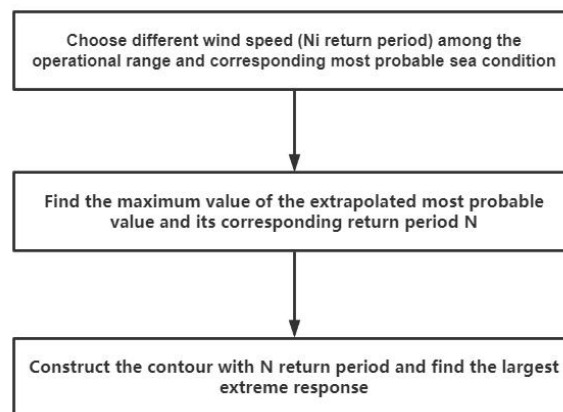 Choose different wind speed (Ni return period) among the
operational range and corresponding most probable sea condition
Find the maximum value of the extrapolated most probable
value and its corresponding return period N
Construct the contour with N return period and find the largest
extreme response